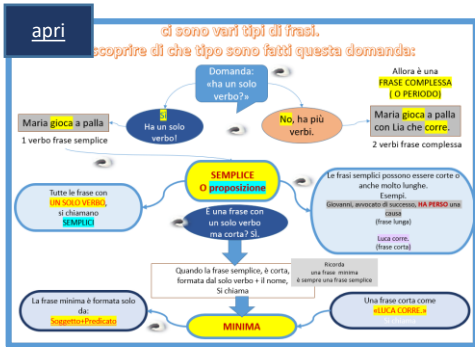 apri
ci sono vari tipi di frasi.
scoprire di che tipo sono fatti questa domanda:
Domanda:
«ha un solo
verbo?»
Allora è una
FRASE COMPLESSA
( O PERIODO)
Maria gioca a palla
1 verbo frase semplice
Sì
Ha un solo
verbo!
No, ha più
verbi.
Maria gioca a palla
con Lia che corre.
2 verbi frase complessa
SEMPLICE
O proposizione
Tutte le frase con
UN SOLO VERBO,
si chiamano
SEMPLICI
Le frasi semplici possono essere corte o
anche molto lunghe.
Esempi.
Giovanni, avvocato di successo, HA PERSO una
causa
(frase lunga)
Luca corre.
(frase corta)
E una frase con
un solo verbo
ma corta? SÌ.
Quando la frase semplice, è corta,
formata dal solo verbo + il nome,
Si chiama
Ricorda
una frase minima
è sempre una frase semplice
La frase minima è formata solo
da:
Soggetto+Predicato
MINIMA
Una frase corta come
«LUCA CORRE.»